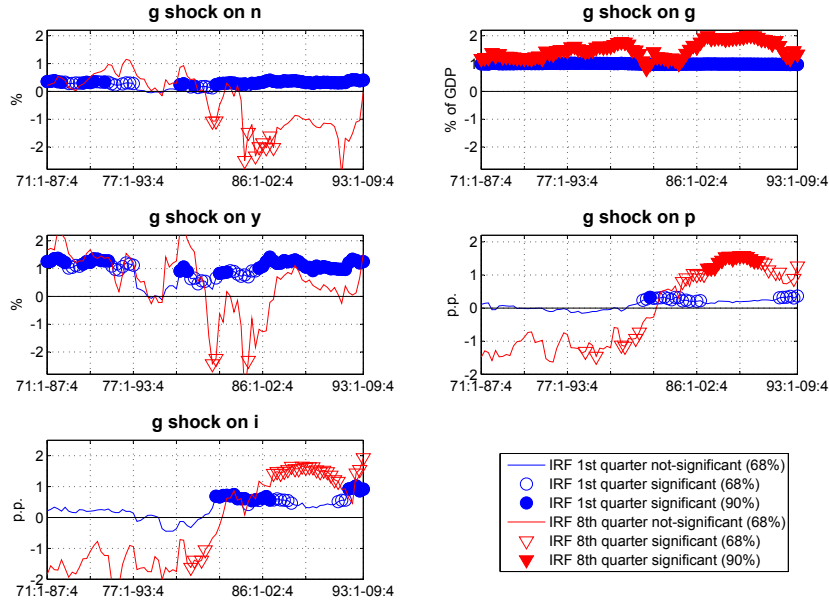 g shock on n
2
1
0
-1
-2
%
71:1-87:4 77:1-93:4 86:1-02:4 93:1-09:4
g shock on g
2
1
0
-1
-2
% of GDP
71:1-87:4 77:1-93:4 86:1-02:4 93:1-09:4
g shock on y
2
1
0
-1
-2
%
71:1-87:4 77:1-93:4 86:1-02:4 93:1-09:4
g shock on p
2
1
0
-1
-2
p.p.
71:1-87:4 77:1-93:4 86:1-02:4 93:1-09:4
g shock on i
2
1
0
-1
-2
p.p.
71:1-87:4 77:1-93:4 86:1-02:4 93:1-09:4
IRF 1st quarter not-significant (68%)
IRF 1st quarter significant (68%)
IRF 1st quarter significant (90%)
IRF 8th quarter not-significant (68%)
IRF 8th quarter significant (68%)
IRF 8th quarter significant (90%)